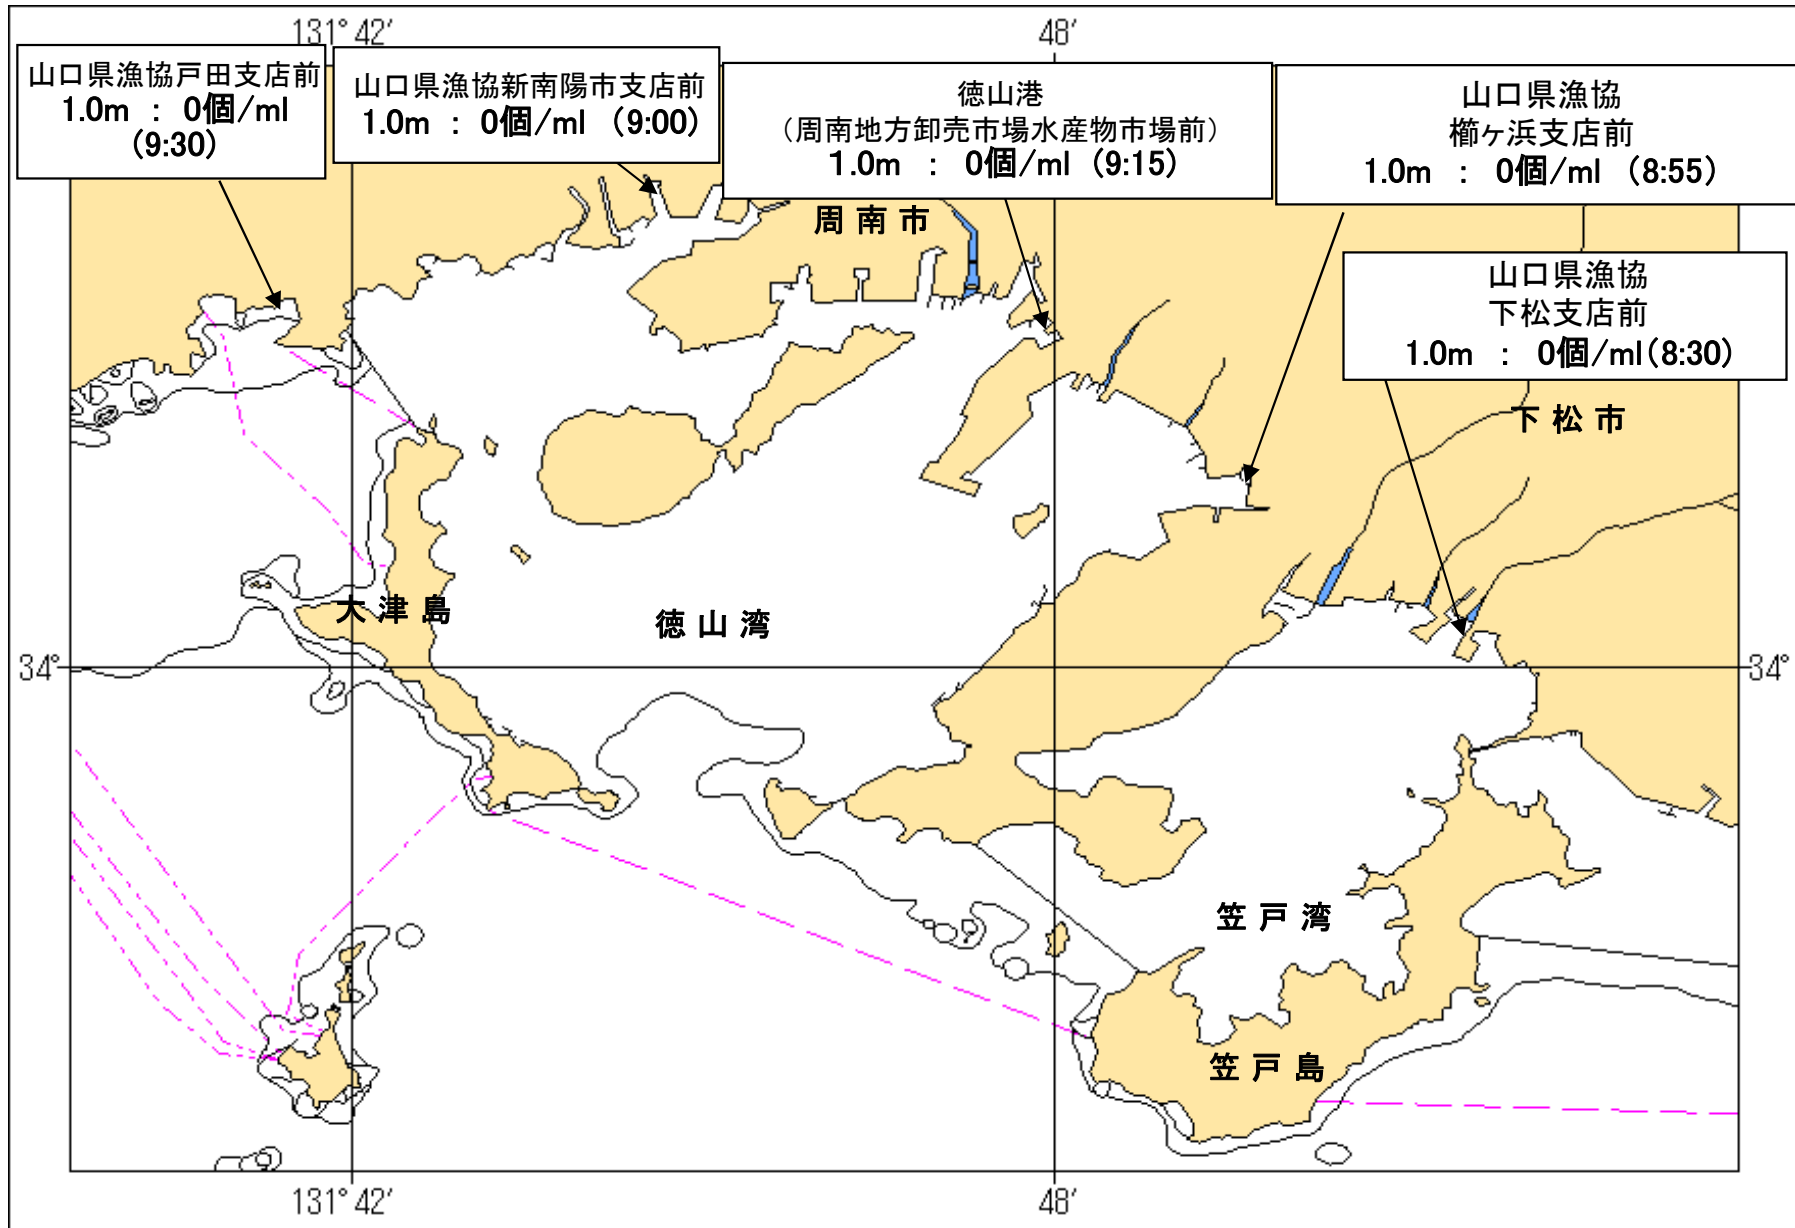 131°42′
48′
山口県漁協戸田支店前
1.0m : 0個/ml
(9:30)
山口県漁協新南陽市支店前
1.0m : 0個/ml (9:00)
徳山港
(周南地方卸売市場水産物市場前)
1.0m : 0個/ml (9:15)
山口県漁協
櫛ヶ浜支店前
1.0m : 0個/ml (8:55)
周南市
山口県漁協
下松支店前
1.0m : 0個/ml(8:30)
下松市
大津島
徳山湾
34°
34°
笠戸湾
笠戸島
131°42′
48′